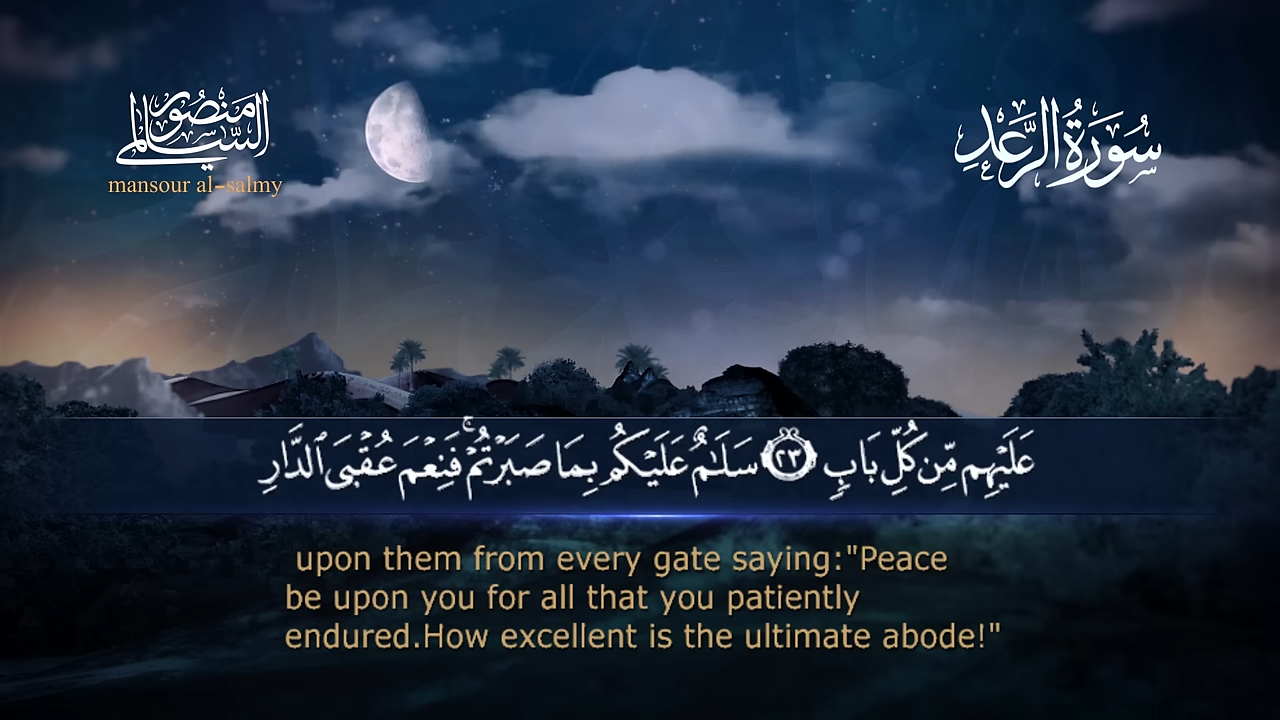 منصور السالمي
mansour al-salmy
سُورَةُ الرَّعْدِ
عَلَيْهِم مِّن كُلِّ بَابٍ ٢٣ سَلَـٰمٌ عَلَيْكُم بِمَا صَبَرْتُمْ ۚ فَنِعْمَ عُقْبَى ٱلدَّارِ
upon them from every gate saying:"Peace
be upon you for all that you patiently
endured.How excellent is the ultimate abode!"